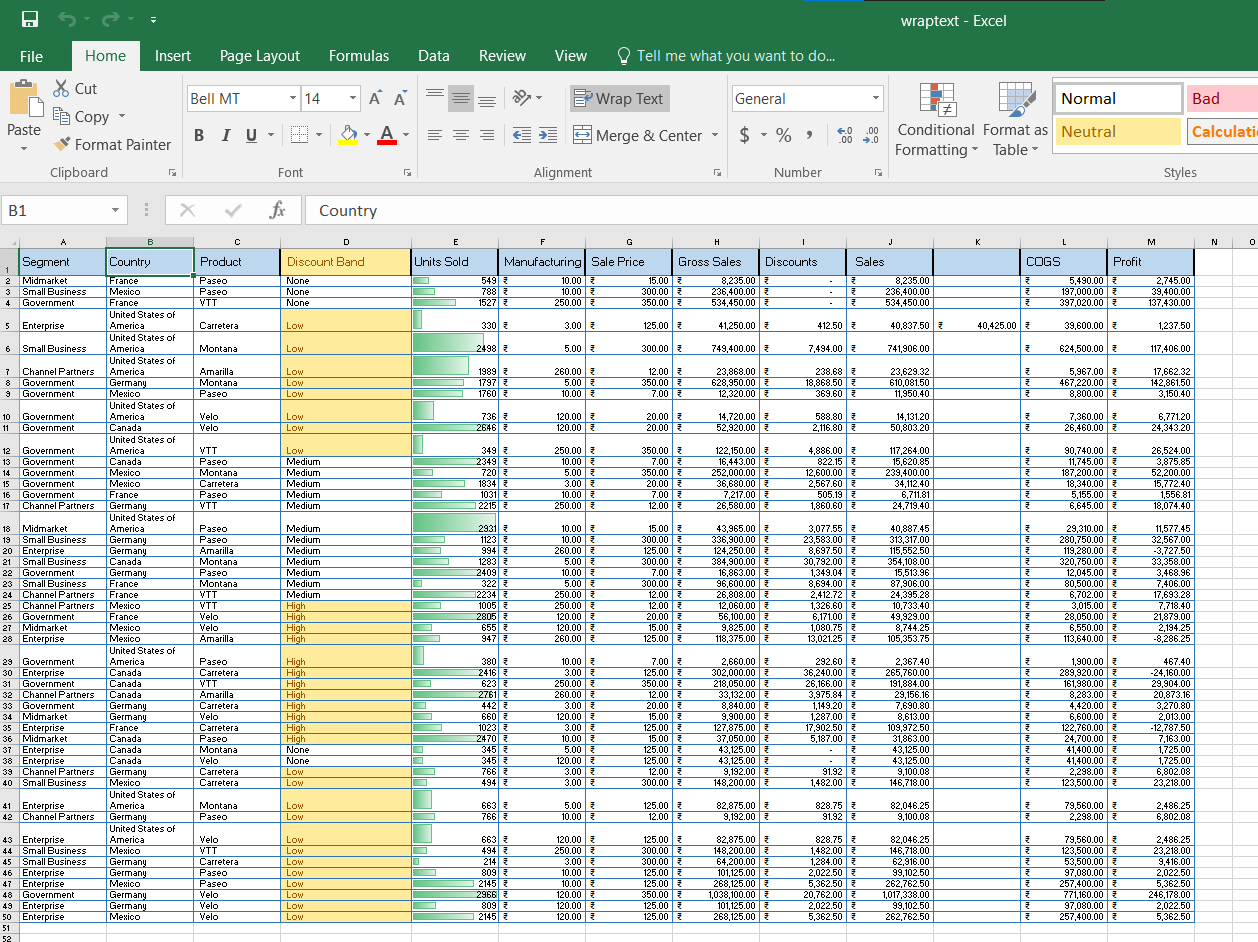 wraptext - Excel
File Home Insert Page Layout Formulas Data Review View Tell me what you want to do...
Paste Cut Copy Format Painter
Clipboard
Bell MT 14 A A
B I U A
Font
Wrap Text
Merge & Center
Alignment
General
$ % , .0 .00 .00 .0
Number
Conditional Formatting
Format as Table
Normal Bad
Neutral Calculati
Styles
B1 fx Country
A B C D E F G H I J K L M N O
1 Segment Country Product Discount Band Units Sold Manufacturing Sale Price Gross Sales Discounts Sales COGS Profit
2 Midmarket France Paseo None 549 ₹ 10.00 ₹ 15.00 ₹ 8,235.00 ₹ - ₹ 8,235.00 ₹ 5,490.00 ₹ 2,745.00
3 Small Business Mexico Paseo None 788 ₹ 10.00 ₹ 300.00 ₹ 236,400.00 ₹ - ₹ 236,400.00 ₹ 197,000.00 ₹ 39,400.00
4 Government France VTT None 1527 ₹ 250.00 ₹ 350.00 ₹ 534,450.00 ₹ - ₹ 534,450.00 ₹ 397,020.00 ₹ 137,430.00
5 Enterprise United States of America Carretera Low 330 ₹ 3.00 ₹ 125.00 ₹ 41,250.00 ₹ 412.50 ₹ 40,837.50 ₹ 40,425.00 ₹ 39,600.00 ₹ 1,237.50
6 Small Business United States of America Montana Low 2498 ₹ 5.00 ₹ 300.00 ₹ 749,400.00 ₹ 7,494.00 ₹ 741,906.00 ₹ 624,500.00 ₹ 117,406.00
7 Channel Partners United States of America Amarilla Low 1989 ₹ 260.00 ₹ 12.00 ₹ 23,868.00 ₹ 238.68 ₹ 23,629.32 ₹ 5,967.00 ₹ 17,662.32
8 Government Germany Montana Low 1797 ₹ 5.00 ₹ 350.00 ₹ 628,950.00 ₹ 18,868.50 ₹ 610,081.50 ₹ 467,220.00 ₹ 142,861.50
9 Government Mexico Paseo Low 1760 ₹ 10.00 ₹ 7.00 ₹ 12,320.00 ₹ 369.60 ₹ 11,950.40 ₹ 8,800.00 ₹ 3,150.40
10 Government United States of America Velo Low 736 ₹ 120.00 ₹ 20.00 ₹ 14,720.00 ₹ 588.80 ₹ 14,131.20 ₹ 7,360.00 ₹ 6,771.20
11 Government Canada Velo Low 2646 ₹ 120.00 ₹ 20.00 ₹ 52,920.00 ₹ 2,116.80 ₹ 50,803.20 ₹ 26,460.00 ₹ 24,343.20
12 Government United States of America VTT Low 349 ₹ 250.00 ₹ 350.00 ₹ 122,150.00 ₹ 4,886.00 ₹ 117,264.00 ₹ 90,740.00 ₹ 26,524.00
13 Government Canada Paseo Medium 2349 ₹ 10.00 ₹ 7.00 ₹ 16,443.00 ₹ 822.15 ₹ 15,620.85 ₹ 11,745.00 ₹ 3,875.85
14 Government Mexico Montana Medium 720 ₹ 5.00 ₹ 350.00 ₹ 252,000.00 ₹ 12,600.00 ₹ 239,400.00 ₹ 187,200.00 ₹ 52,200.00
15 Government Mexico Carretera Medium 1834 ₹ 3.00 ₹ 20.00 ₹ 36,680.00 ₹ 2,567.60 ₹ 34,112.40 ₹ 18,340.00 ₹ 15,772.40
16 Government France Paseo Medium 1031 ₹ 10.00 ₹ 7.00 ₹ 7,217.00 ₹ 505.19 ₹ 6,711.81 ₹ 5,155.00 ₹ 1,556.81
17 Channel Partners Germany VTT Medium 2215 ₹ 250.00 ₹ 12.00 ₹ 26,580.00 ₹ 1,860.60 ₹ 24,719.40 ₹ 6,645.00 ₹ 18,074.40
18 Midmarket United States of America Paseo Medium 2931 ₹ 10.00 ₹ 15.00 ₹ 43,965.00 ₹ 3,077.55 ₹ 40,887.45 ₹ 29,310.00 ₹ 11,577.45
19 Small Business Germany Paseo Medium 1123 ₹ 10.00 ₹ 300.00 ₹ 336,900.00 ₹ 23,583.00 ₹ 313,317.00 ₹ 280,750.00 ₹ 32,567.00
20 Enterprise Germany Amarilla Medium 994 ₹ 260.00 ₹ 125.00 ₹ 124,250.00 ₹ 8,697.50 ₹ 115,552.50 ₹ 119,280.00 ₹ -3,727.50
21 Small Business Canada Montana Medium 1283 ₹ 5.00 ₹ 300.00 ₹ 384,900.00 ₹ 30,792.00 ₹ 354,108.00 ₹ 320,750.00 ₹ 33,358.00
22 Government Germany Paseo Medium 2409 ₹ 10.00 ₹ 7.00 ₹ 16,863.00 ₹ 1,349.04 ₹ 15,513.96 ₹ 12,045.00 ₹ 3,468.96
23 Small Business France Montana Medium 322 ₹ 5.00 ₹ 300.00 ₹ 96,600.00 ₹ 8,694.00 ₹ 87,906.00 ₹ 80,500.00 ₹ 7,406.00
24 Channel Partners France VTT Medium 2234 ₹ 250.00 ₹ 12.00 ₹ 26,808.00 ₹ 2,412.72 ₹ 24,395.28 ₹ 6,702.00 ₹ 17,693.28
25 Channel Partners Mexico VTT High 1005 ₹ 250.00 ₹ 12.00 ₹ 12,060.00 ₹ 1,326.60 ₹ 10,733.40 ₹ 3,015.00 ₹ 7,718.40
26 Government France Velo High 2805 ₹ 120.00 ₹ 20.00 ₹ 56,100.00 ₹ 6,171.00 ₹ 49,929.00 ₹ 28,050.00 ₹ 21,879.00
27 Midmarket Mexico Velo High 655 ₹ 120.00 ₹ 15.00 ₹ 9,825.00 ₹ 1,080.75 ₹ 8,744.25 ₹ 6,550.00 ₹ 2,194.25
28 Enterprise Mexico Amarilla High 947 ₹ 260.00 ₹ 125.00 ₹ 118,375.00 ₹ 13,021.25 ₹ 105,353.75 ₹ 113,640.00 ₹ -8,286.25
29 Government United States of America Paseo High 380 ₹ 10.00 ₹ 7.00 ₹ 2,660.00 ₹ 292.60 ₹ 2,367.40 ₹ 1,900.00 ₹ 467.40
30 Enterprise Canada Carretera High 2416 ₹ 3.00 ₹ 125.00 ₹ 302,000.00 ₹ 36,240.00 ₹ 265,760.00 ₹ 289,920.00 ₹ -24,160.00
31 Government Canada VTT High 623 ₹ 250.00 ₹ 350.00 ₹ 218,050.00 ₹ 26,166.00 ₹ 191,884.00 ₹ 161,980.00 ₹ 29,904.00
32 Channel Partners Canada Amarilla High 2761 ₹ 260.00 ₹ 12.00 ₹ 33,132.00 ₹ 3,975.84 ₹ 29,156.16 ₹ 8,283.00 ₹ 20,873.16
33 Government Germany Carretera High 442 ₹ 3.00 ₹ 20.00 ₹ 8,840.00 ₹ 1,149.20 ₹ 7,690.80 ₹ 4,420.00 ₹ 3,270.80
34 Midmarket Germany Velo High 660 ₹ 120.00 ₹ 15.00 ₹ 9,900.00 ₹ 1,287.00 ₹ 8,613.00 ₹ 6,600.00 ₹ 2,013.00
35 Enterprise France Carretera High 1023 ₹ 3.00 ₹ 125.00 ₹ 127,875.00 ₹ 17,902.50 ₹ 109,972.50 ₹ 122,760.00 ₹ -12,787.50
36 Midmarket Canada Paseo High 2470 ₹ 10.00 ₹ 15.00 ₹ 37,050.00 ₹ 5,187.00 ₹ 31,863.00 ₹ 24,700.00 ₹ 7,163.00
37 Enterprise Canada Montana None 345 ₹ 5.00 ₹ 125.00 ₹ 43,125.00 ₹ - ₹ 43,125.00 ₹ 41,400.00 ₹ 1,725.00
38 Enterprise Canada Velo None 345 ₹ 120.00 ₹ 125.00 ₹ 43,125.00 ₹ - ₹ 43,125.00 ₹ 41,400.00 ₹ 1,725.00
39 Channel Partners Germany Carretera Low 766 ₹ 3.00 ₹ 12.00 ₹ 9,192.00 ₹ 91.92 ₹ 9,100.08 ₹ 2,298.00 ₹ 6,802.08
40 Small Business Mexico Carretera Low 494 ₹ 3.00 ₹ 300.00 ₹ 148,200.00 ₹ 1,482.00 ₹ 146,718.00 ₹ 123,500.00 ₹ 23,218.00
41 Enterprise United States of America Montana Low 663 ₹ 5.00 ₹ 125.00 ₹ 82,875.00 ₹ 828.75 ₹ 82,046.25 ₹ 79,560.00 ₹ 2,486.25
42 Channel Partners Germany Paseo Low 766 ₹ 10.00 ₹ 12.00 ₹ 9,192.00 ₹ 91.92 ₹ 9,100.08 ₹ 2,298.00 ₹ 6,802.08
43 Enterprise United States of America Velo Low 663 ₹ 120.00 ₹ 125.00 ₹ 82,875.00 ₹ 828.75 ₹ 82,046.25 ₹ 79,560.00 ₹ 2,486.25
44 Small Business Mexico VTT Low 494 ₹ 250.00 ₹ 300.00 ₹ 148,200.00 ₹ 1,482.00 ₹ 146,718.00 ₹ 123,500.00 ₹ 23,218.00
45 Small Business Germany Carretera Low 214 ₹ 3.00 ₹ 300.00 ₹ 64,200.00 ₹ 1,284.00 ₹ 62,916.00 ₹ 53,500.00 ₹ 9,416.00
46 Enterprise Germany Paseo Low 809 ₹ 10.00 ₹ 125.00 ₹ 101,125.00 ₹ 2,022.50 ₹ 99,102.50 ₹ 97,080.00 ₹ 2,022.50
47 Enterprise Mexico Paseo Low 2145 ₹ 10.00 ₹ 125.00 ₹ 268,125.00 ₹ 5,362.50 ₹ 262,762.50 ₹ 257,400.00 ₹ 5,362.50
48 Government Germany Velo Low 2966 ₹ 120.00 ₹ 350.00 ₹ 1,038,100.00 ₹ 20,762.00 ₹ 1,017,338.00 ₹ 771,160.00 ₹ 246,178.00
49 Enterprise Germany Velo Low 809 ₹ 120.00 ₹ 125.00 ₹ 101,125.00 ₹ 2,022.50 ₹ 99,102.50 ₹ 97,080.00 ₹ 2,022.50
50 Enterprise Mexico Velo Low 2145 ₹ 120.00 ₹ 125.00 ₹ 268,125.00 ₹ 5,362.50 ₹ 262,762.50 ₹ 257,400.00 ₹ 5,362.50
51
52